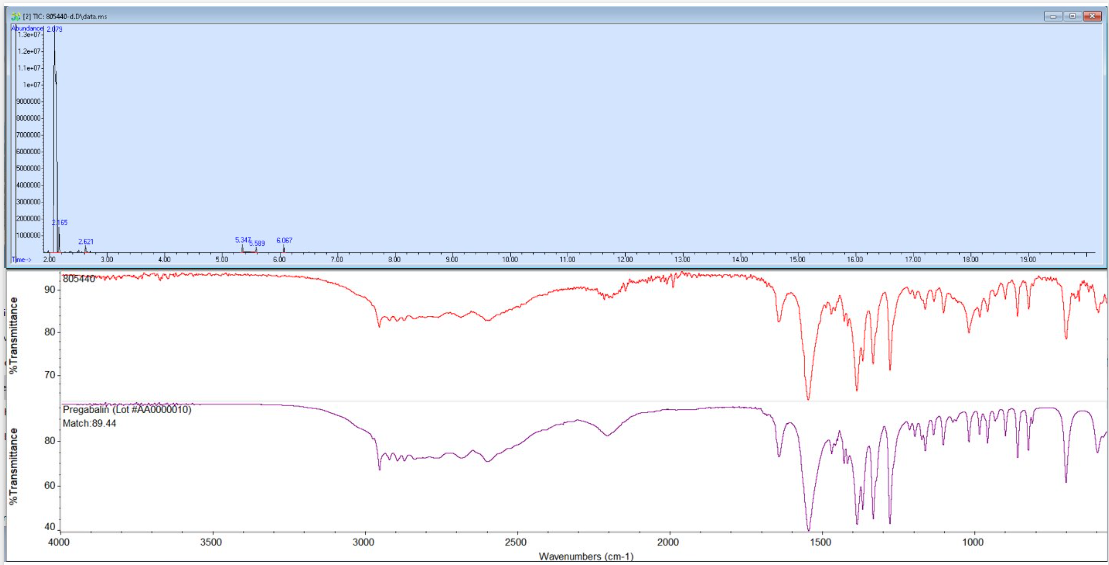 [2] TIC: 805440-d.D\data.ms
Abundance
2.079
1.3e+07
1.2e+07
1.1e+07
1e+07
9000000
8000000
7000000
6000000
5000000
4000000
3000000
2000000
1000000
2.165
2.621
5.347
5.589
6.067
Time-->
2.00 3.00 4.00 5.00 6.00 7.00 8.00 9.00 10.00 11.00 12.00 13.00 14.00 15.00 16.00 17.00 18.00 19.00
805440
%Transmittance
90
80
70
Pregabalin (Lot #AA0000010)
Match:89.44
%Transmittance
80
60
40
4000 3500 3000 2500 2000 1500 1000
Wavenumbers (cm-1)